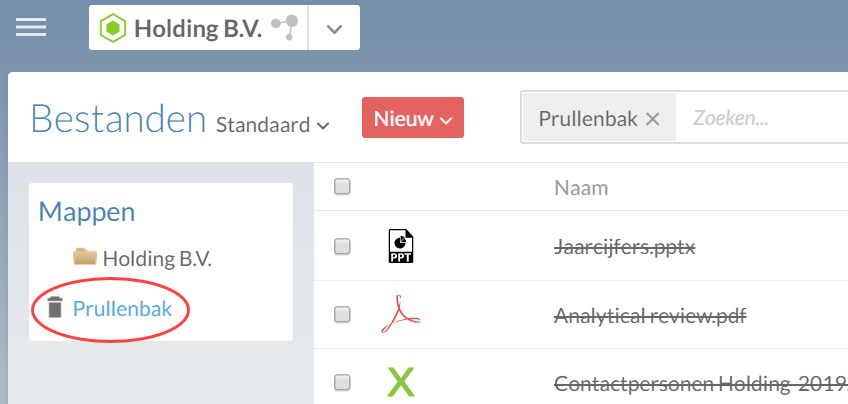 Holding B.V.
Bestanden Standaard Nieuw Prullenbak Zoeken...
Mappen
Holding B.V.
Prullenbak
Naam
PPT Jaarcijfers.pptx
Analytical review.pdf
X Contactpersonen Holding 2019.